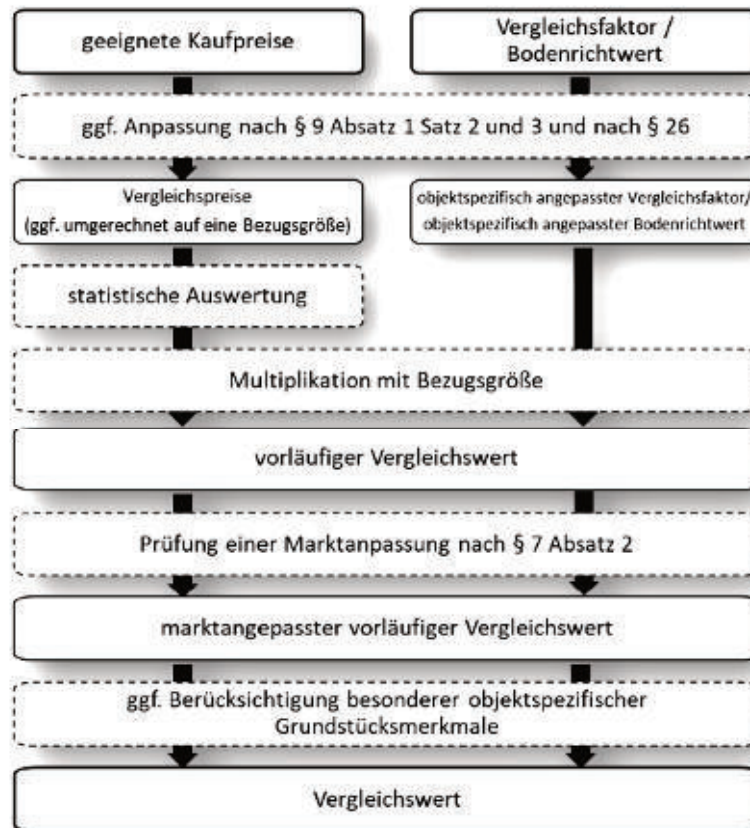 geeignete Kaufpreise
Vergleichsfaktor /
Bodenrichtwert
ggf. Anpassung nach § 9 Absatz 1 Satz 2 und 3 und nach § 26
Vergleichspreise
(ggf. umgerechnet auf eine Bezugsgröße)
objektspezifisch angepasster Vergleichsfaktor/
objektspezifisch angepasster Bodenrichtwert
statistische Auswertung
Multiplikation mit Bezugsgröße
vorläufiger Vergleichswert
Prüfung einer Marktanpassung nach § 7 Absatz 2
marktangepasster vorläufiger Vergleichswert
ggf. Berücksichtigung besonderer objektspezifischer
Grundstücksmerkmale
Vergleichswert